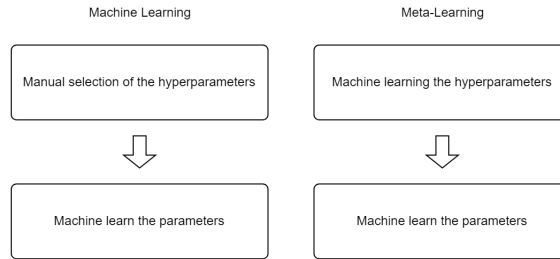 Machine Learning
Meta-Learning
Manual selection of the hyperparameters
Machine learning the hyperparameters
Machine learn the parameters
Machine learn the parameters